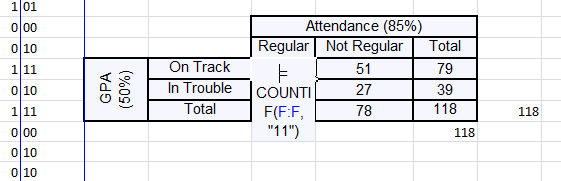 1 01
0 00 Attendance (85%)
0 10 Regular Not Regular Total
GPA
(50%)
1 11 On Track = 51 79
0 10 In Trouble COUNTI 27 39
1 11 Total F(F:F, 78 118 118
0 00 "11") 118
0 10
0 10